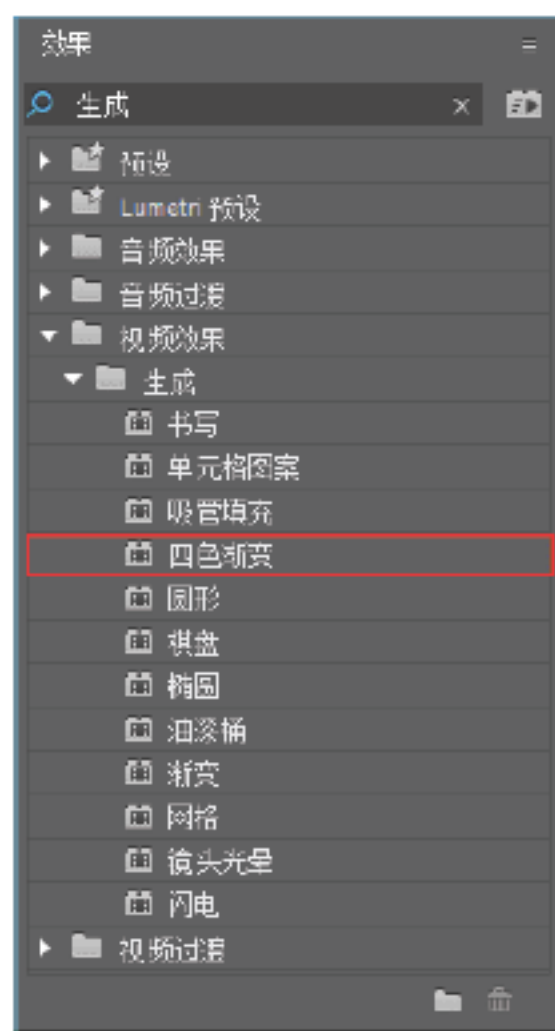 效果
生成
预设
Lumetri 预设
音频效果
音频过渡
视频效果
生成
书写
单元格图案
吸管填充
四色渐变
圆形
棋盘
椭圆
油漆桶
渐变
网格
镜头光晕
闪电
视频过渡